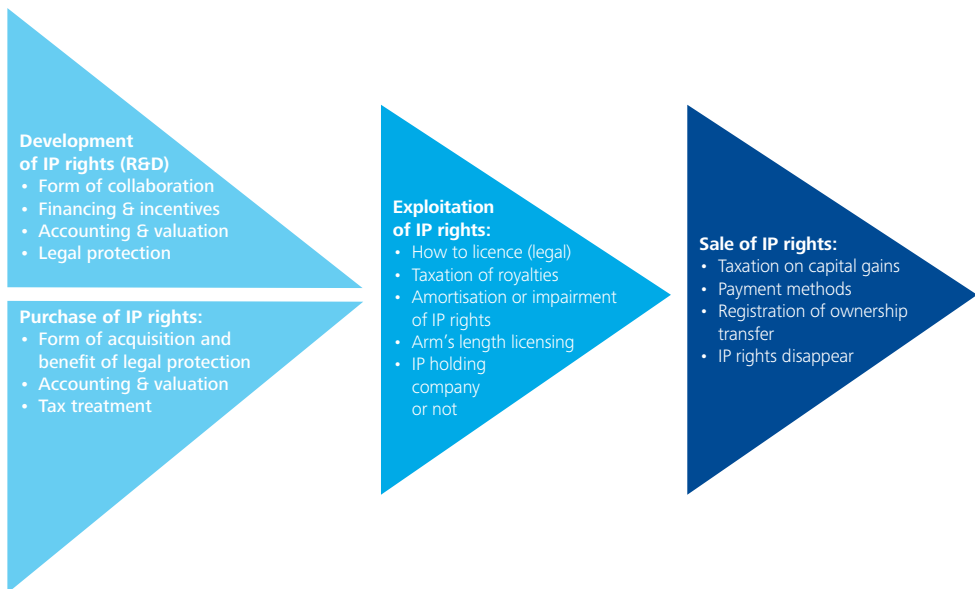 Development
of IP rights (R&D)
• Form of collaboration
• Financing & incentives
• Accounting & valuation
• Legal protection
Purchase of IP rights:
• Form of acquisition and
benefit of legal protection
• Accounting & valuation
• Tax treatment
Exploitation
of IP rights:
• How to licence (legal)
• Taxation of royalties
• Amortisation or impairment
of IP rights
• Arm's length licensing
• IP holding
company
or not
Sale of IP rights:
• Taxation on capital gains
• Payment methods
• Registration of ownership
transfer
• IP rights disappear